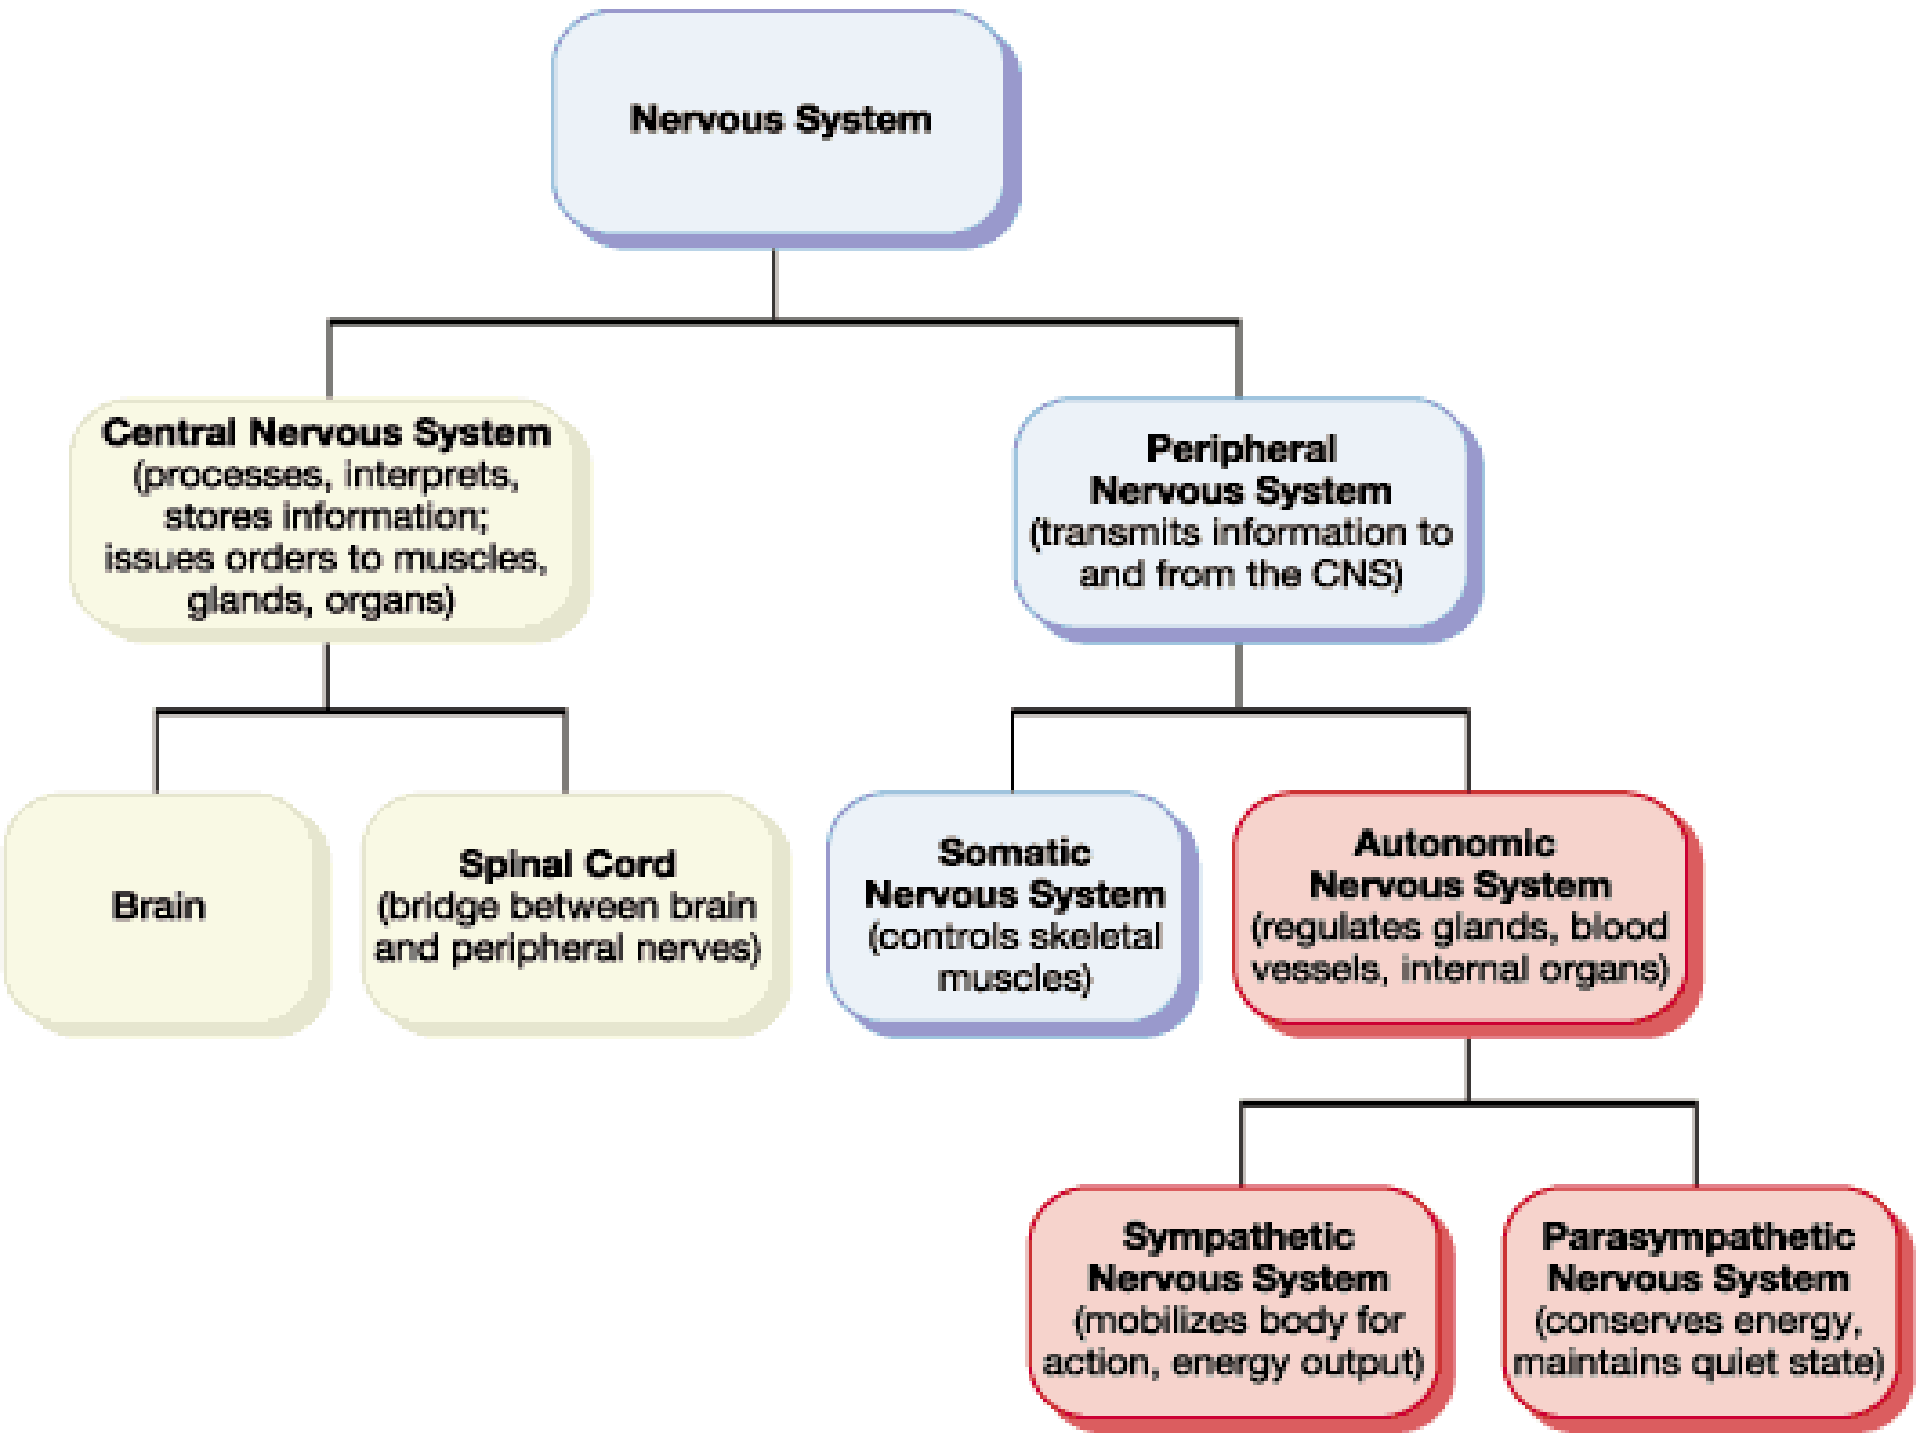 Nervous System
Central Nervous System
(processes, interprets,
stores information;
issues orders to muscles,
glands, organs)
Peripheral
Nervous System
(transmits information to
and from the CNS)
Brain
Spinal Cord
(bridge between brain
and peripheral nerves)
Somatic
Nervous System
(controls skeletal
muscles)
Autonomic
Nervous System
(regulates glands, blood
vessels, internal organs)
Sympathetic
Nervous System
(mobilizes body for
action, energy output)
Parasympathetic
Nervous System
(conserves energy,
maintains quiet state)